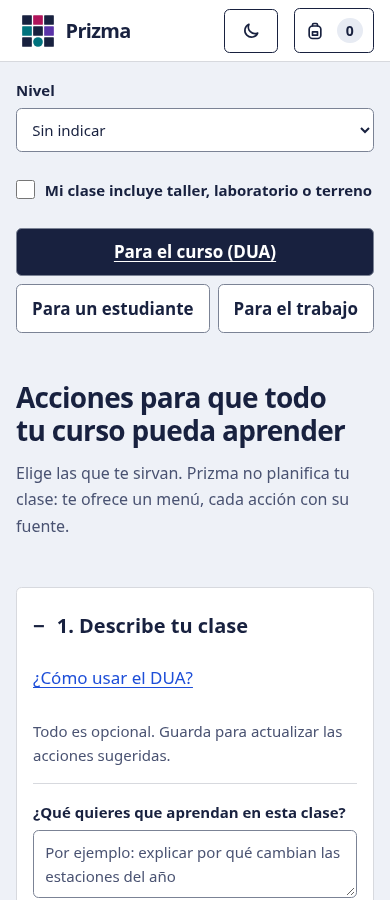 Prizma
0
Nivel
Sin indicar
Mi clase incluye taller, laboratorio o terreno
Para el curso (DUA)
Para un estudiante
Para el trabajo
Acciones para que todo
tu curso pueda aprender
Elige las que te sirvan. Prizma no planifica tu
clase: te ofrece un menú, cada acción con su
fuente.
− 1. Describe tu clase
¿Cómo usar el DUA?
Todo es opcional. Guarda para actualizar las
acciones sugeridas.
¿Qué quieres que aprendan en esta clase?
Por ejemplo: explicar por qué cambian las
estaciones del año